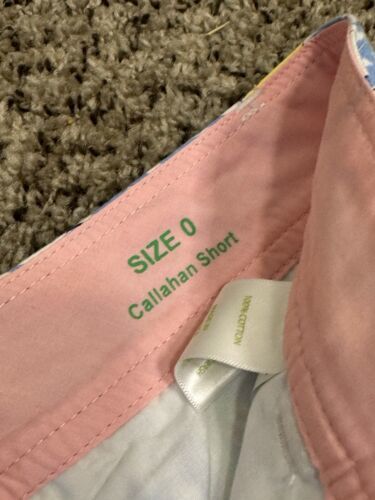 SIZE 0
Callahan Short
100% COTTON